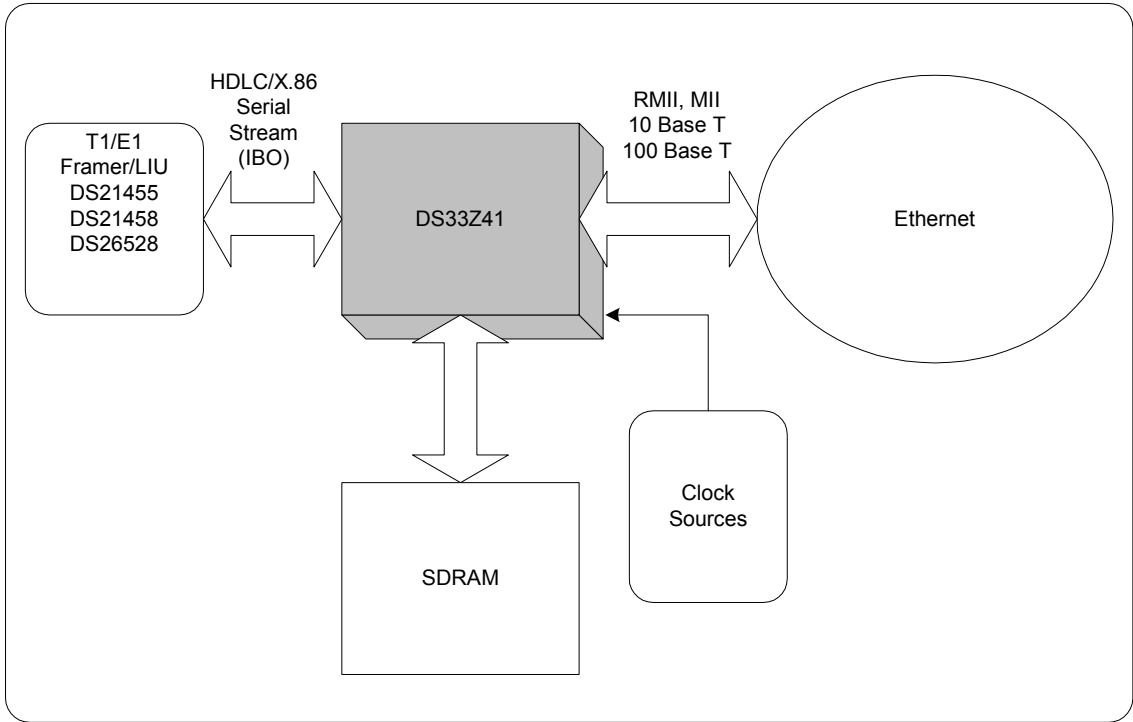 HDLC/X.86
Serial
Stream
(IBO)
RMII, MII
10 Base T
100 Base T
T1/E1
Framer/LIU
DS21455
DS21458
DS26528
DS33Z41
Ethernet
Clock
Sources
SDRAM